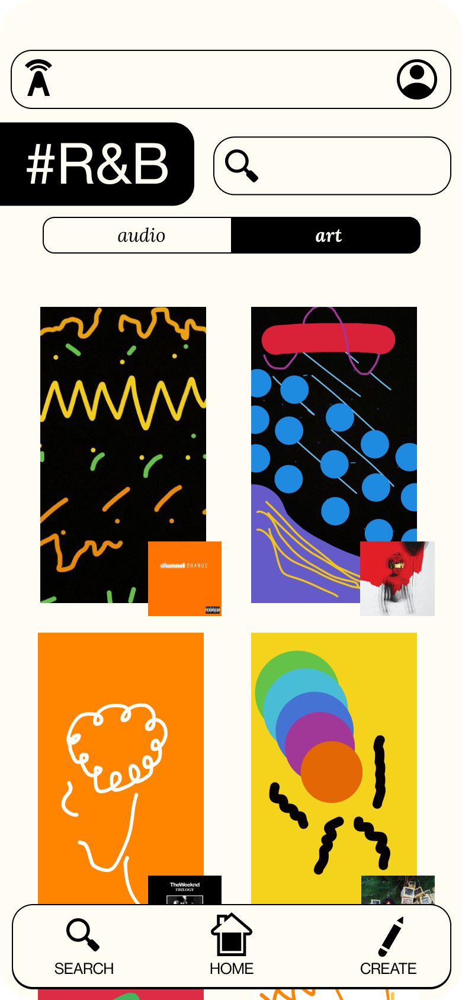 #R&B
audio
art
channel ORANGE
TheWeeknd
TRILOGY
SEARCH
HOME
CREATE